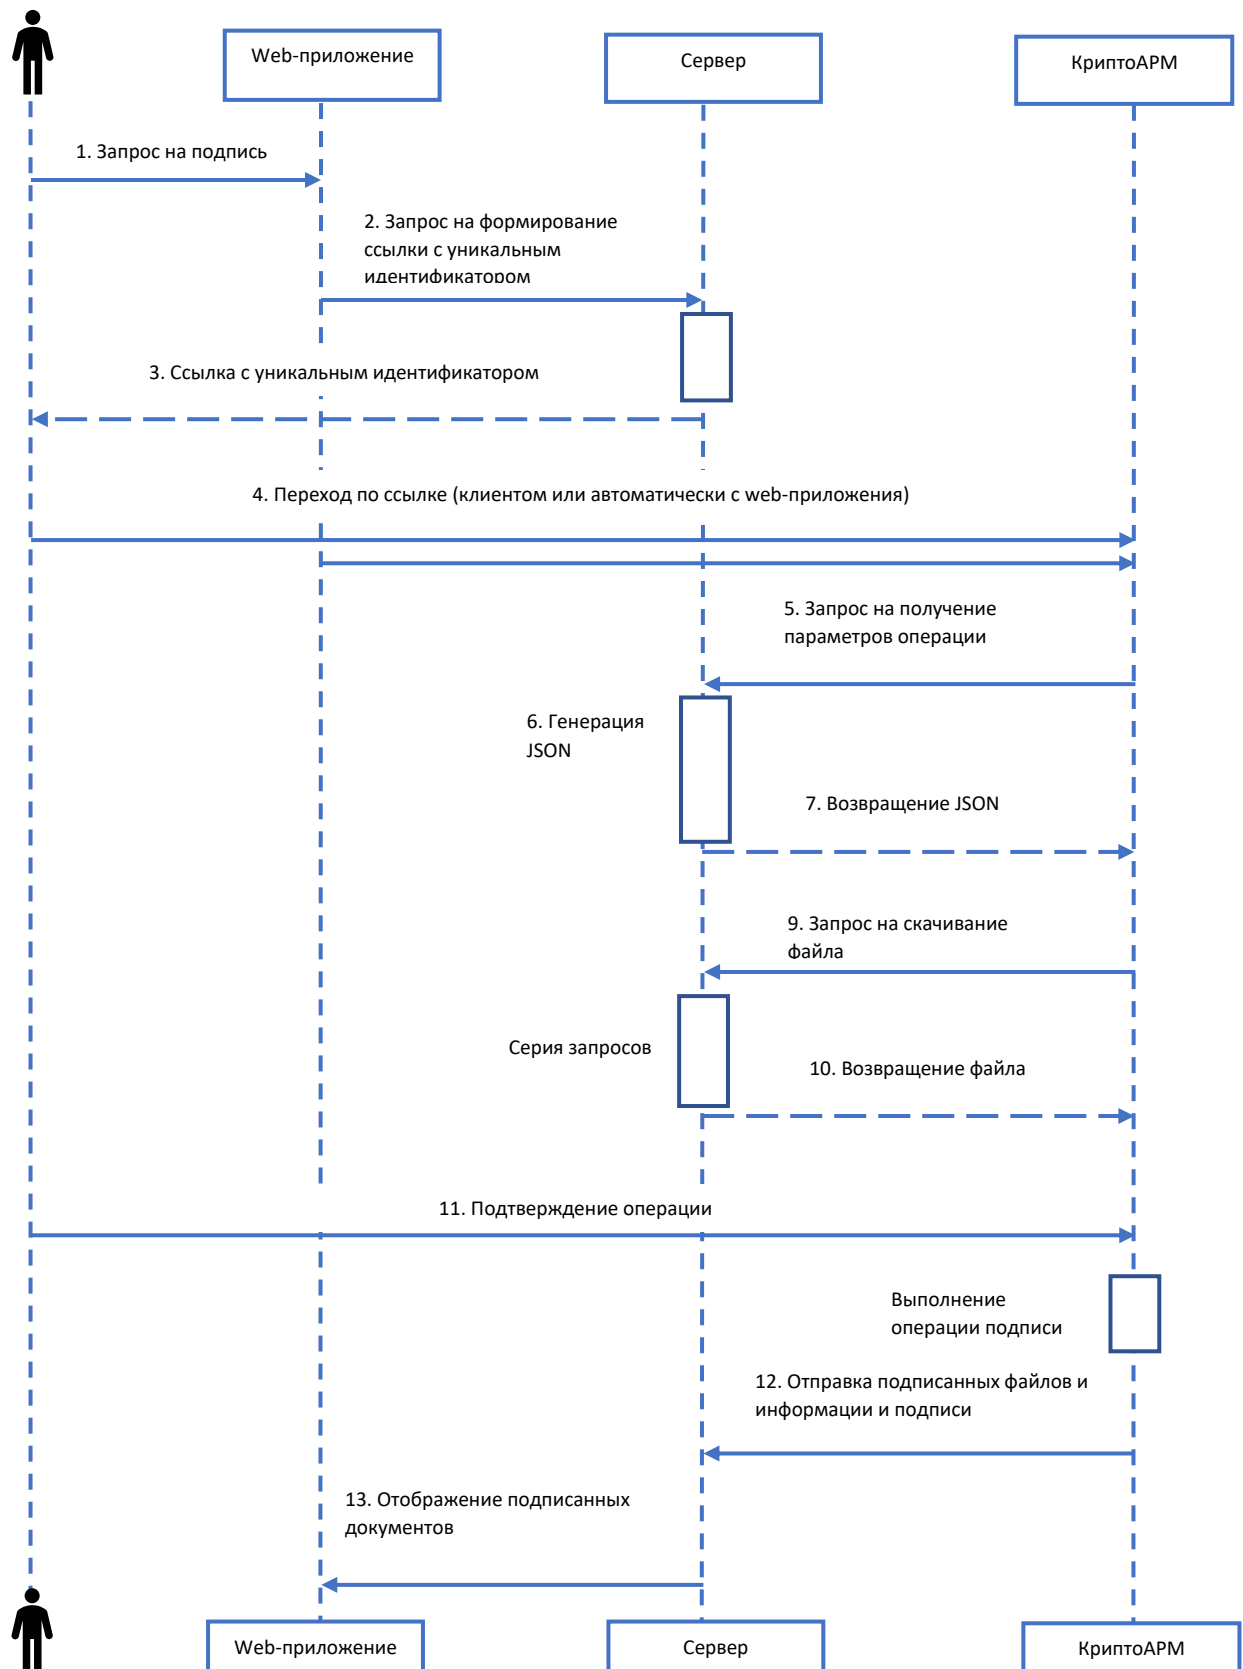 Web-приложение
Сервер
КриптоАРМ
1. Запрос на подпись
2. Запрос на формирование
ссылки с уникальным
идентификатором
3. Ссылка с уникальным идентификатором
4. Переход по ссылке (клиентом или автоматически с web-приложения)
5. Запрос на получение
параметров операции
6. Генерация
JSON
7. Возвращение JSON
9. Запрос на скачивание
файла
Серия запросов
10. Возвращение файла
11. Подтверждение операции
Выполнение
операции подписи
12. Отправка подписанных файлов и
информации и подписи
13. Отображение подписанных
документов
Web-приложение
Сервер
КриптоАРМ